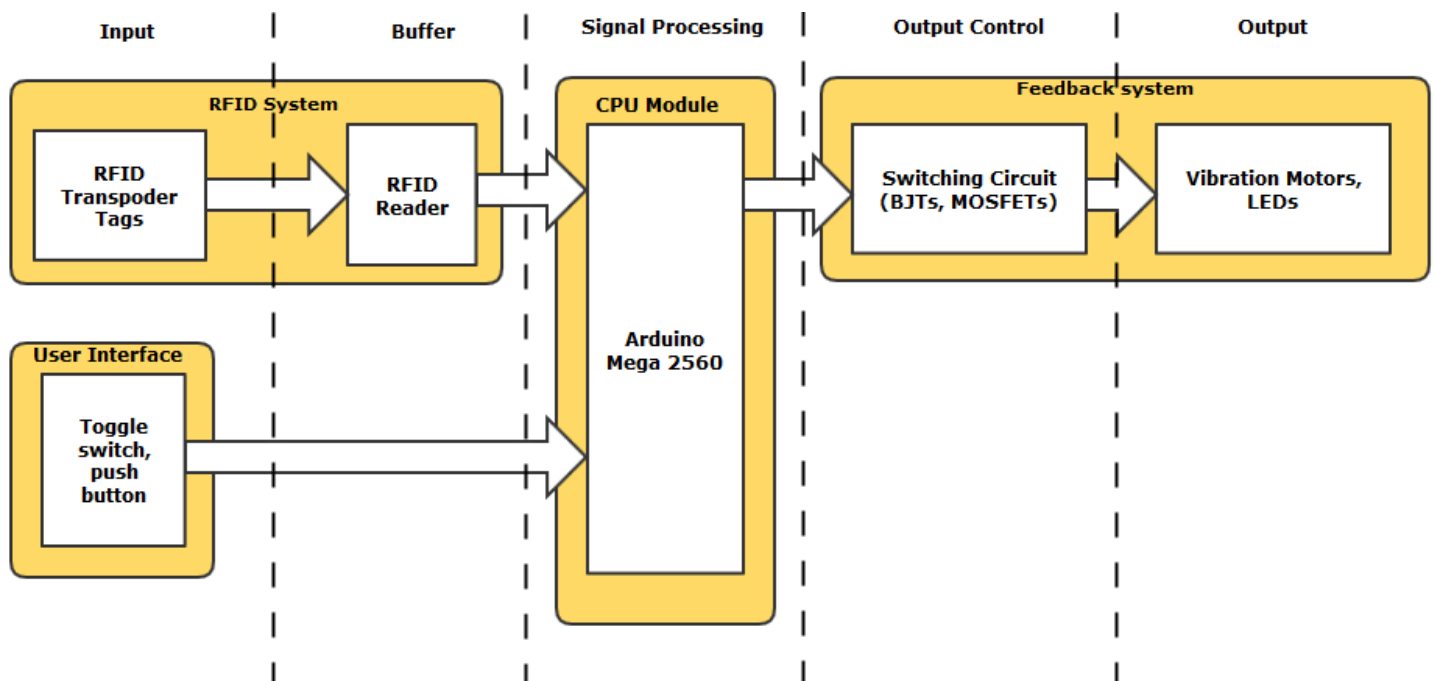 Input
Buffer
Signal Processing
Output Control
Output
RFID System
RFID
Transpoder
Tags
RFID
Reader
CPU Module
Arduino
Mega 2560
Feedback system
Switching Circuit
(BJTs, MOSFETs)
Vibration Motors,
LEDs
User Interface
Toggle
switch,
push
button